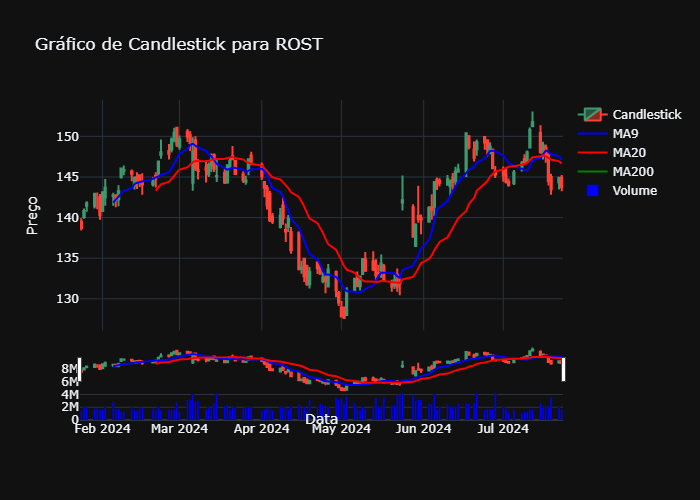 Gráfico de Candlestick para ROST
Candlestick
MA9
MA20
MA200
Volume
Preço
150
145
140
135
130
8M
6M
4M
2M
0
Data
Feb 2024
Mar 2024
Apr 2024
May 2024
Jun 2024
Jul 2024